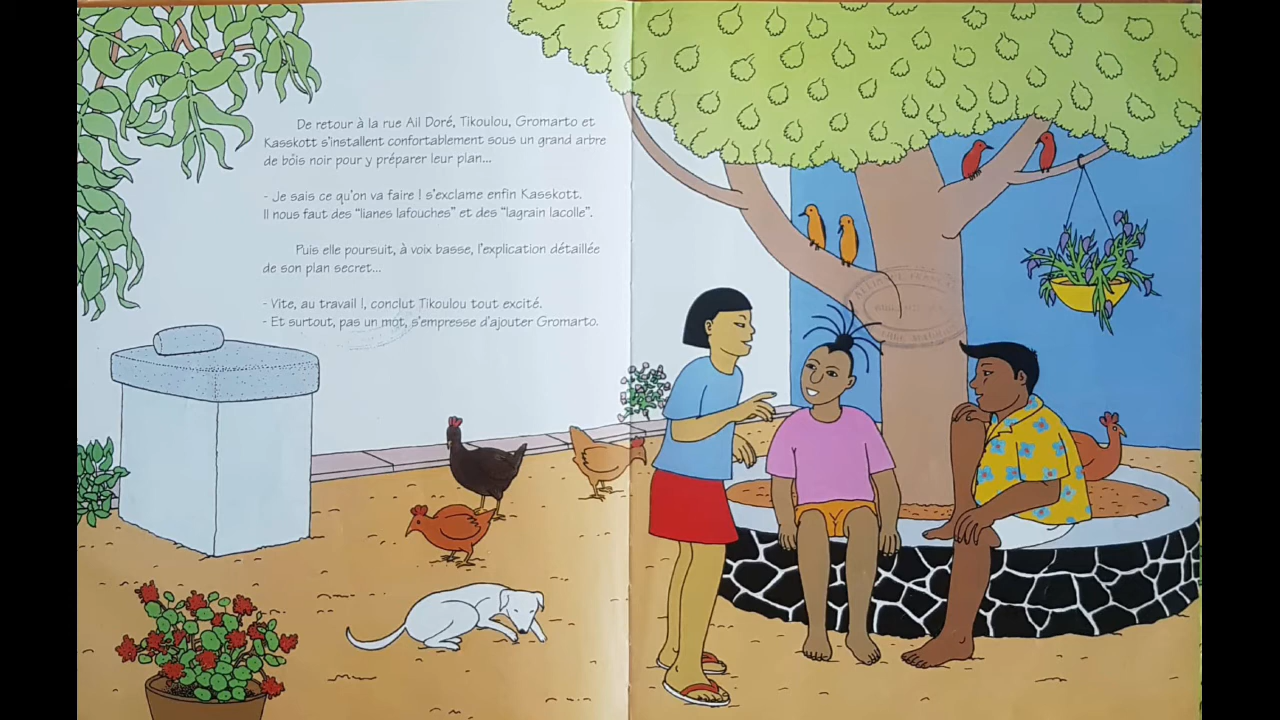 De retour à la rue Ail Doré, Tikoulou, Gromarto et
Kasskott s'installent confortablement sous un grand arbre
de bois noir pour y préparer leur plan...
- Je sais ce qu'on va faire ! s'exclame enfin Kasskott.
Il nous faut des "lianes lafouches" et des "lagrain lacolle".
Puis elle poursuit, à voix basse, l'explication détaillée
de son plan secret...
- Vite, au travail !, conclut Tikoulou tout excité.
- Et surtout, pas un mot, s'empresse d'ajouter Gromarto.